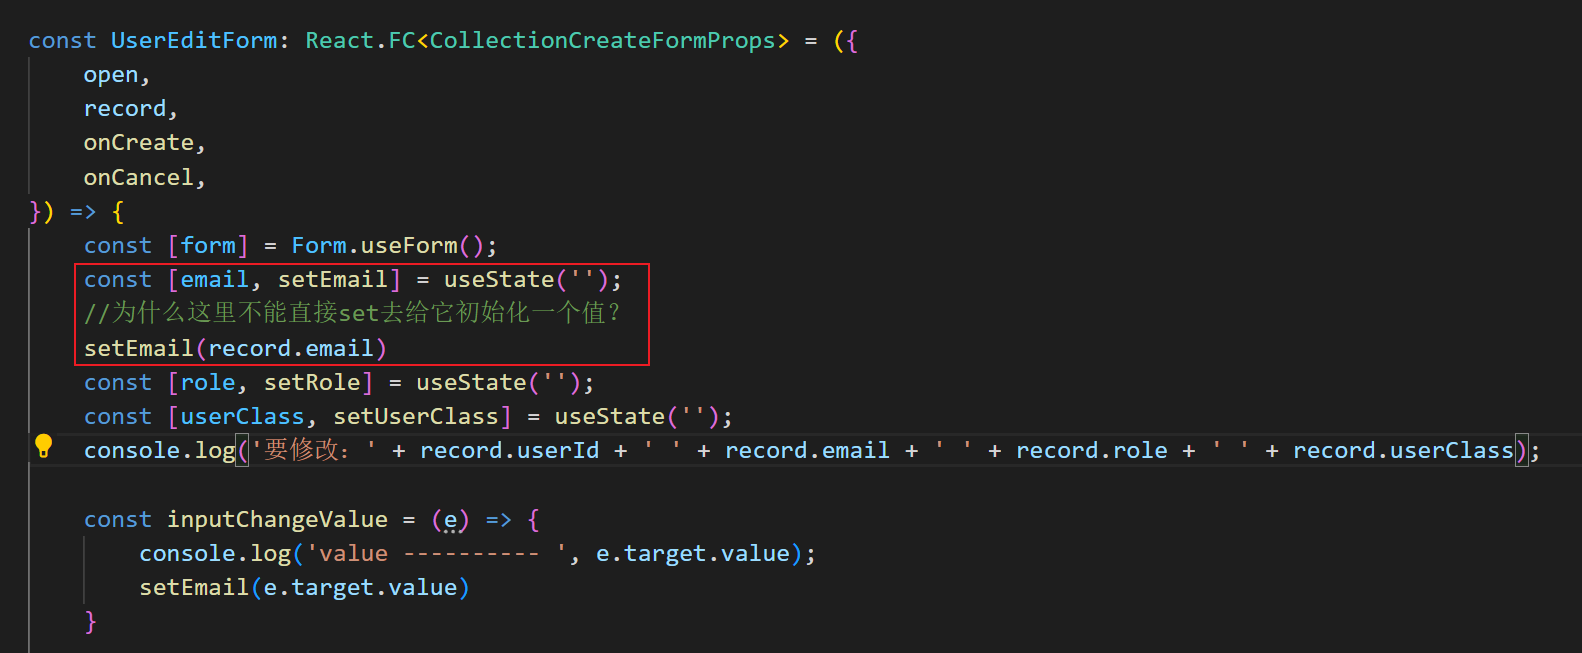 const UserEditForm: React.FC<CollectionCreateFormProps> = ({
open,
record,
onCreate,
onCancel,
}) => {
const [form] = Form.useForm();
const [email, setEmail] = useState('');
//为什么这里不能直接set去给它初始化一个值？
setEmail(record.email)
const [role, setRole] = useState('');
const [userClass, setUserClass] = useState('');
console.log('要修改：' + record.userId + ' ' + record.email + ' ' + record.role + ' ' + record.userClass);
const inputChangeValue = (e) => {
console.log('value ---------- ', e.target.value);
setEmail(e.target.value)
}